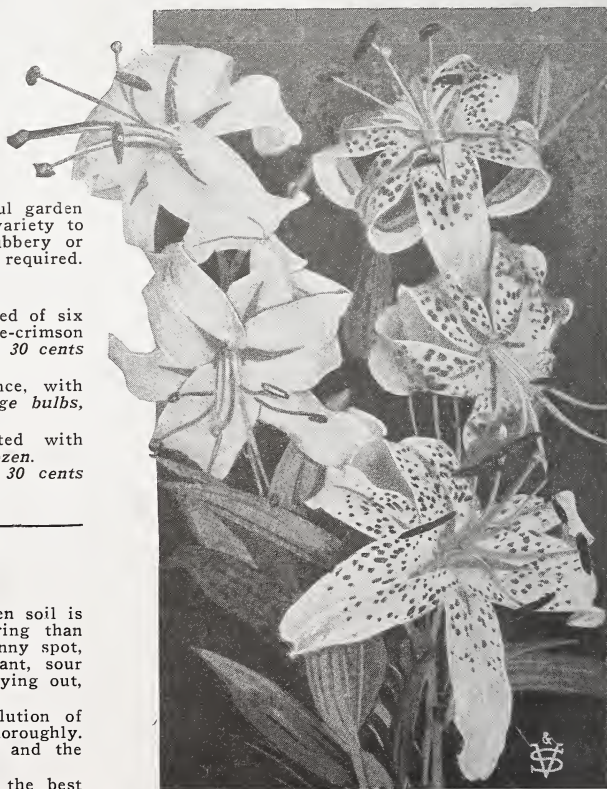 ul garden
variety to
bbery or
required.
ed of six
e-crimson
30 cents
nce, with
ge bulbs,
ted with
ozen.
30 cents
en soil is
ring than
nny spot,
ant, sour
ying out,
lution of
oroughly.
and the
the best